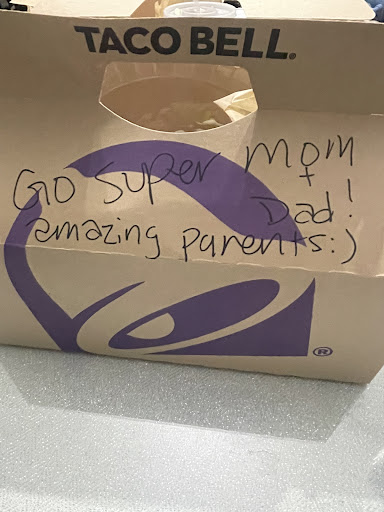 TACO BELL.
GO Super Mom
+
Dad!
amazing parents:)
®